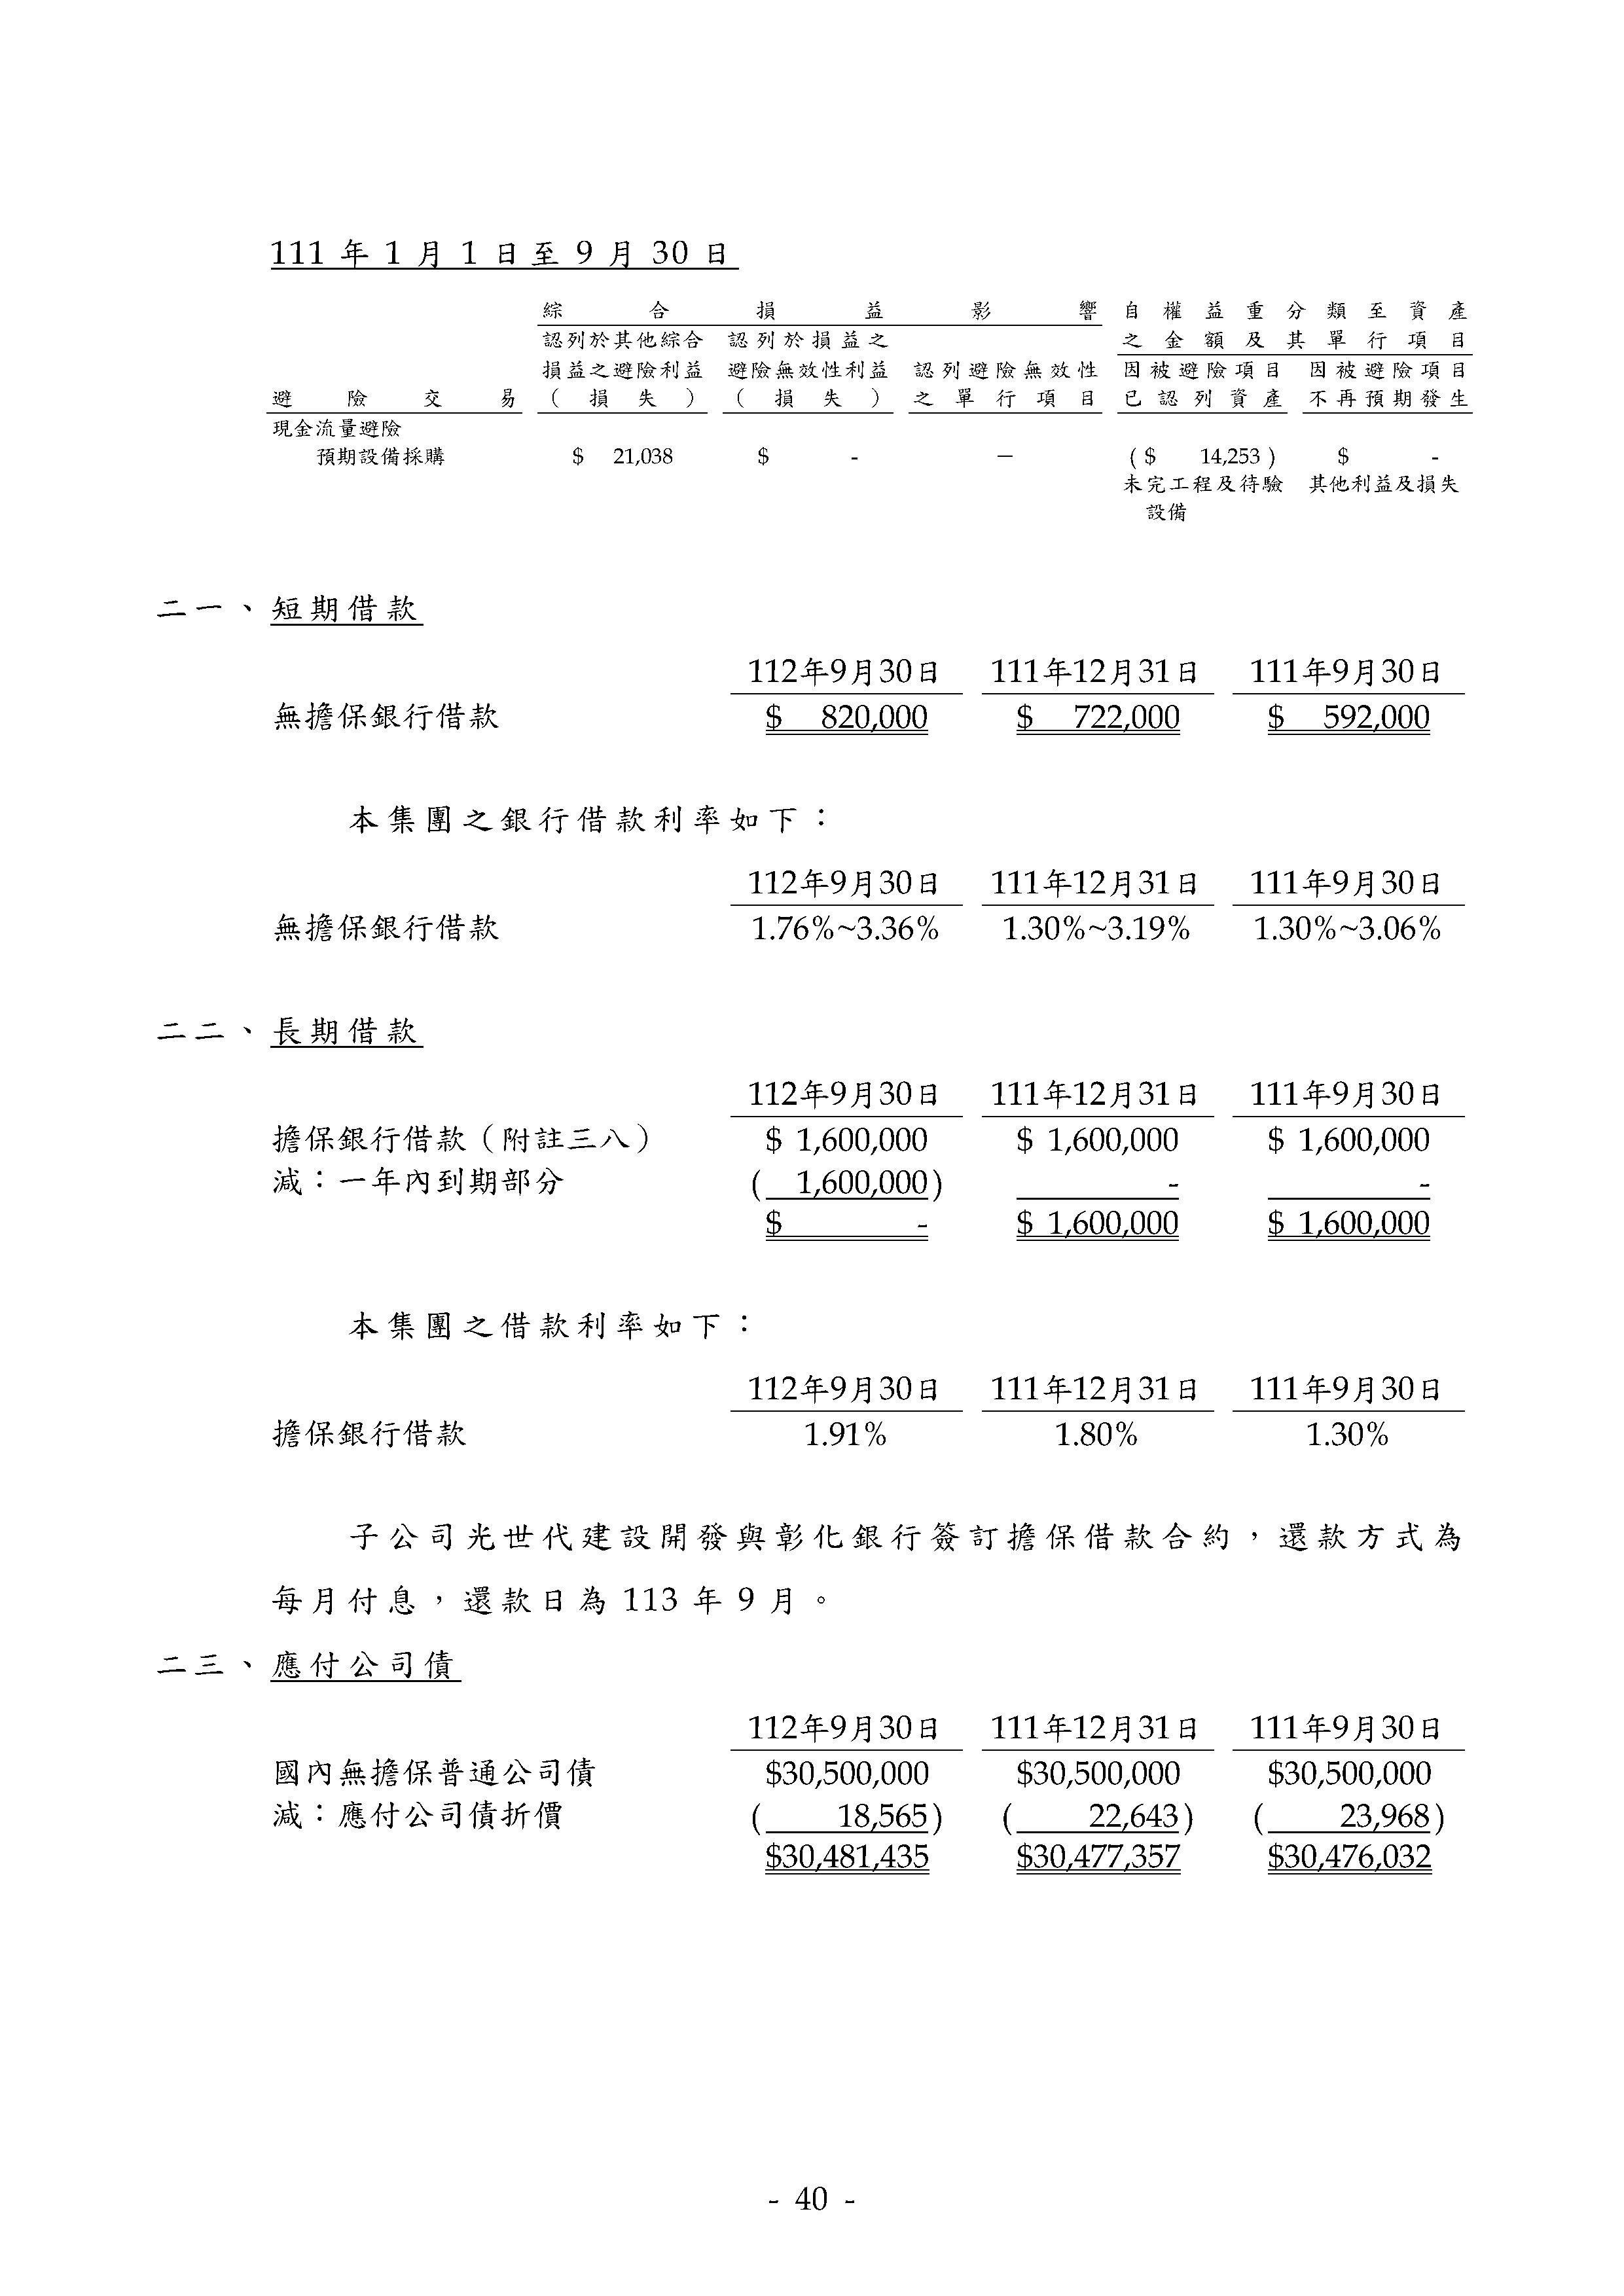 111 年 1 月 1 日至 9 月 30 日
綜合損益影響 自權益重分類至資產
認列於其他綜合 認列於損益之 之金額及其單行項目
損益之避險利益 避險無效性利益 認列避險無效性 因被避險項目 因被避險項目
避險交易 (損失) (損失) 之單行項目 已認列資產 不再預期發生
現金流量避險
預期設備採購 $ 21,038 $ - － ($ 14,253) $ -
未完工程及待驗 其他利益及損失
設備
二一、短期借款
112年9月30日 111年12月31日 111年9月30日
無擔保銀行借款 $ 820,000 $ 722,000 $ 592,000
本集團之銀行借款利率如下：
112年9月30日 111年12月31日 111年9月30日
無擔保銀行借款 1.76%~3.36% 1.30%~3.19% 1.30%~3.06%
二二、長期借款
112年9月30日 111年12月31日 111年9月30日
擔保銀行借款（附註三八） $ 1,600,000 $ 1,600,000 $ 1,600,000
減：一年內到期部分 ( 1,600,000) - -
$ - $ 1,600,000 $ 1,600,000
本集團之借款利率如下：
112年9月30日 111年12月31日 111年9月30日
擔保銀行借款 1.91% 1.80% 1.30%
子公司光世代建設開發與彰化銀行簽訂擔保借款合約，還款方式為
每月付息，還款日為 113 年 9 月。
二三、應付公司債
112年9月30日 111年12月31日 111年9月30日
國內無擔保普通公司債 $30,500,000 $30,500,000 $30,500,000
減：應付公司債折價 ( 18,565) ( 22,643) ( 23,968)
$30,481,435 $30,477,357 $30,476,032
- 40 -